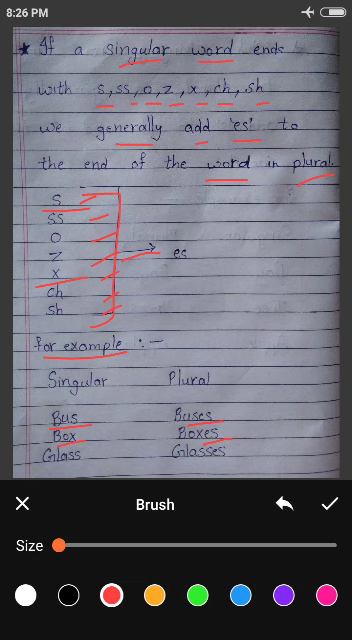 8:26 PM
★ If a singular word ends
with s, ss, o, z, x, ch, sh
we generally add 'es' to
the end of the word in plural.
s
ss
o
z → es
x
ch
sh
for example :-
Singular Plural
Bus Buses
Box Boxes
Glass Glasses
Brush
Size